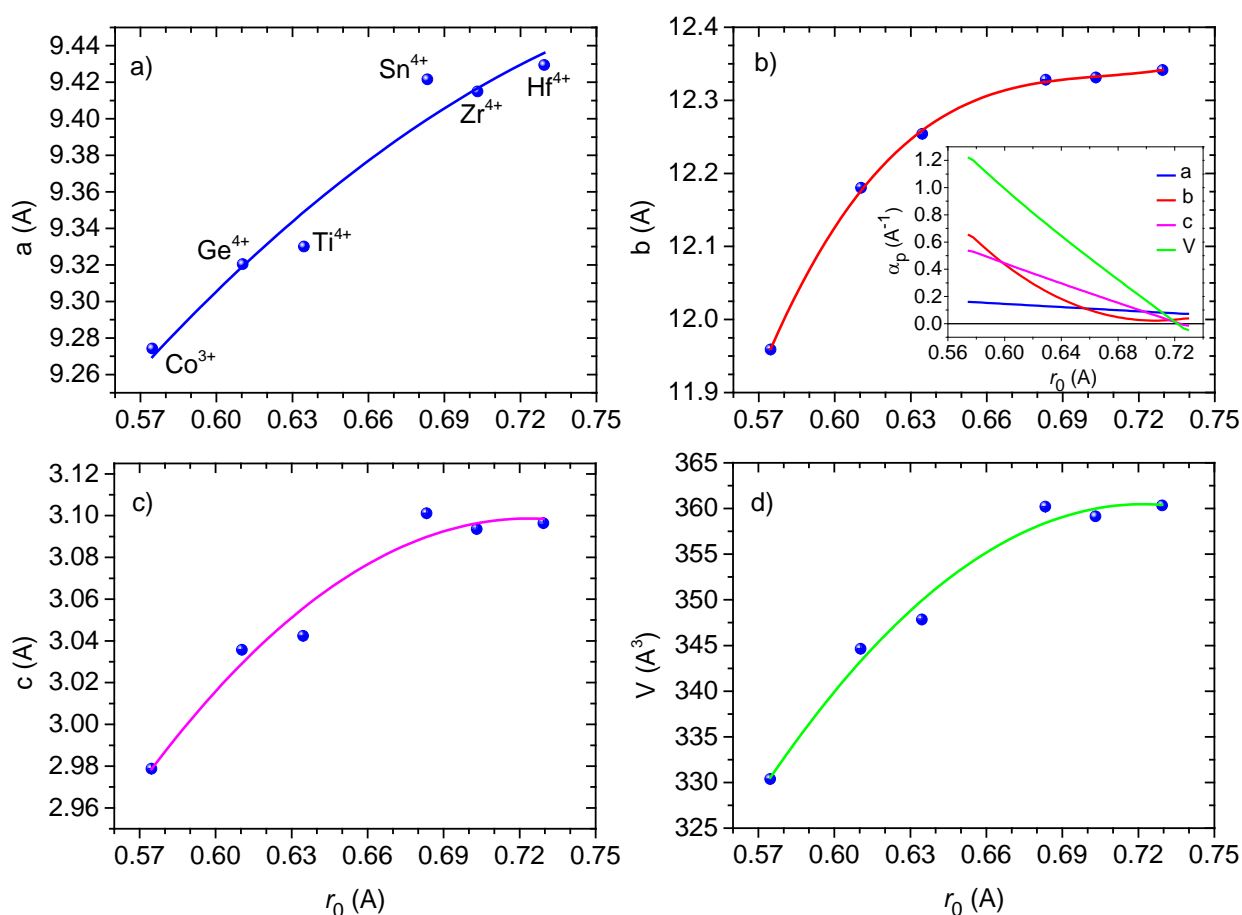 a)
9.44
9.42
9.40
9.38
9.36
9.34
9.32
9.30
9.28
9.26
a (A)
Sn4+
Hf4+
Zr4+
Ge4+
Ti4+
Co3+
0.57 0.60 0.63 0.66 0.69 0.72 0.75
b)
12.4
12.3
12.2
12.1
12.0
11.9
b (A)
1.2
1.0
0.8
0.6
0.4
0.2
0.0
αp (A-1)
a
b
c
V
0.56 0.60 0.64 0.68 0.72
r0 (A)
0.57 0.60 0.63 0.66 0.69 0.72 0.75
c)
3.12
3.10
3.08
3.06
3.04
3.02
3.00
2.98
2.96
c (A)
0.57 0.60 0.63 0.66 0.69 0.72 0.75
r0 (A)
d)
365
360
355
350
345
340
335
330
325
V (A3)
0.57 0.60 0.63 0.66 0.69 0.72 0.75
r0 (A)